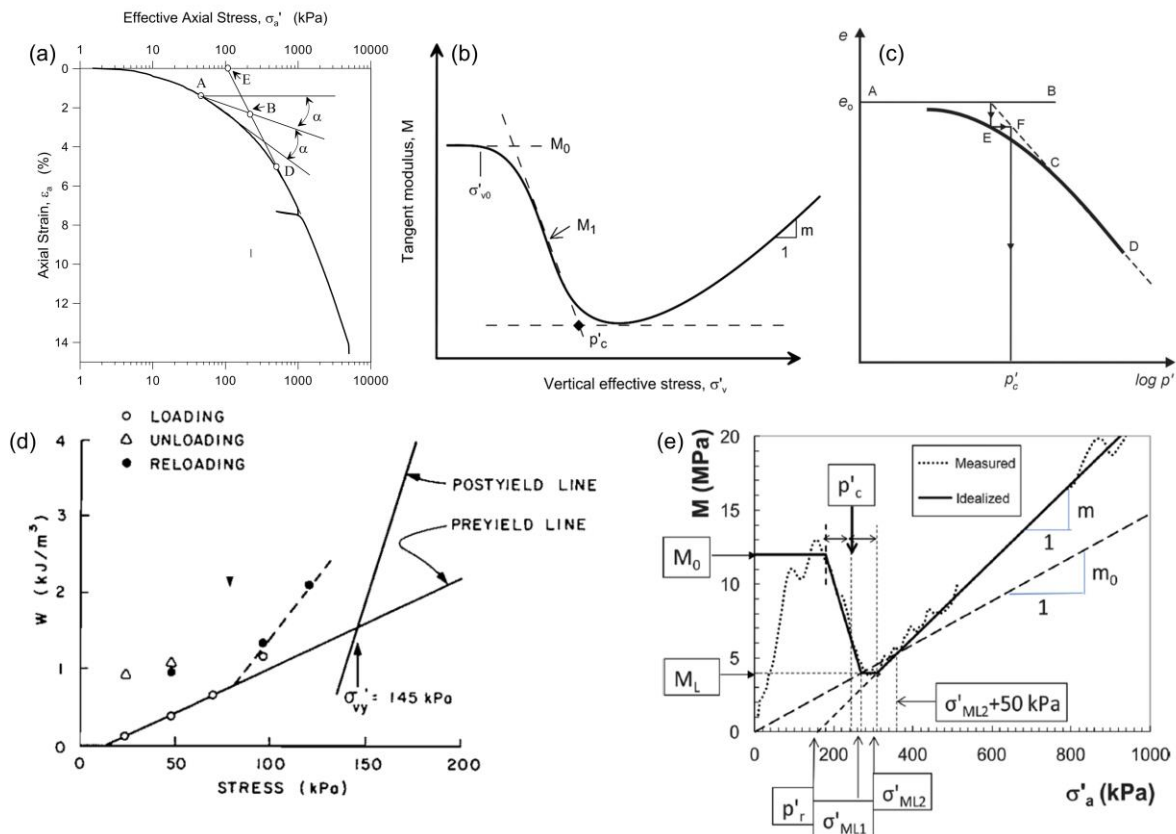 Effective Axial Stress, σa' (kPa)
(a)
1 10 100 1000 10000
0
2
4
6
8
10
12
14
Axial Strain, εa (%)
A
E
B
α
α
D
1 10 100 1000 10000
(b)
Tangent modulus, M
M0
σ'v0
M1
m
1
p'c
Vertical effective stress, σ'v
(c)
e
eo
A
B
E
F
C
D
p'c
log p'
(d)
○ LOADING
△ UNLOADING
● RELOADING
W (kJ/m³)
4
3
2
1
0
POSTYIELD LINE
PREYIELD LINE
σ'vy = 145 kPa
0 50 100 150 200
STRESS (kPa)
(e)
M (MPa)
20
15
10
5
0
Measured
Idealized
p'c
M0
ML
m
1
m0
1
σ'ML2+50 kPa
0 200 400 600 800 1000
p'r
σ'ML1
σ'ML2
σ'a (kPa)